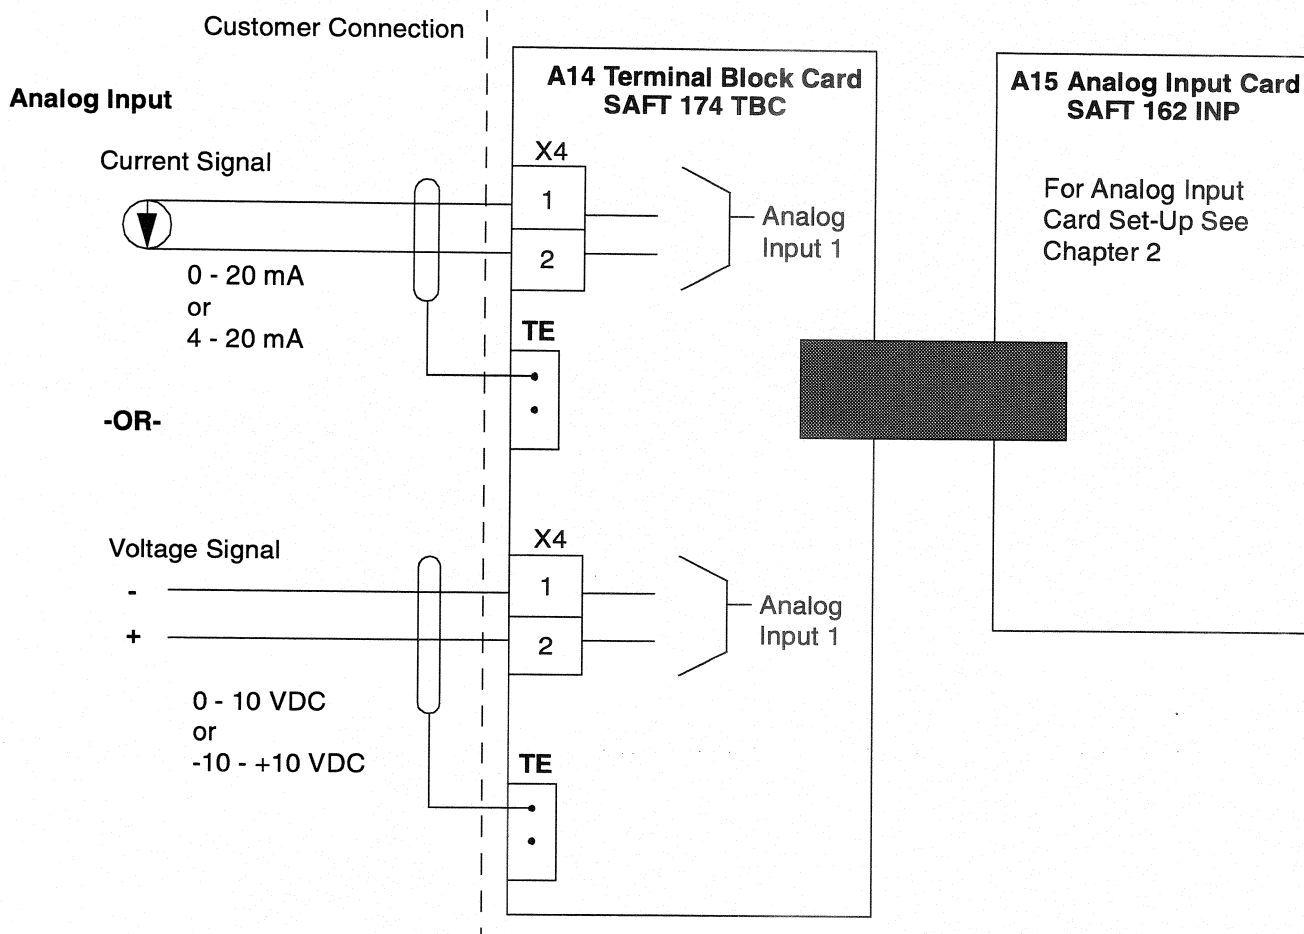 Customer Connection
Analog Input
Current Signal
0 - 20 mA
or
4 - 20 mA
-OR-
Voltage Signal
-
+
0 - 10 VDC
or
-10 - +10 VDC
A14 Terminal Block Card
SAFT 174 TBC
X4
1
2
Analog
Input 1
TE
X4
1
2
Analog
Input 1
TE
A15 Analog Input Card
SAFT 162 INP
For Analog Input
Card Set-Up See
Chapter 2